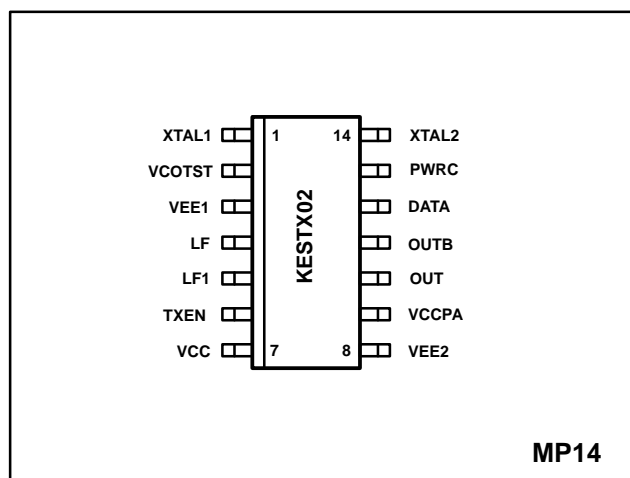 XTAL1 1 14 XTAL2
VCOTST PWRC
VEE1 DATA
LF OUTB
LF1 OUT
TXEN VCCPA
VCC 7 8 VEE2
KESTX02
MP14